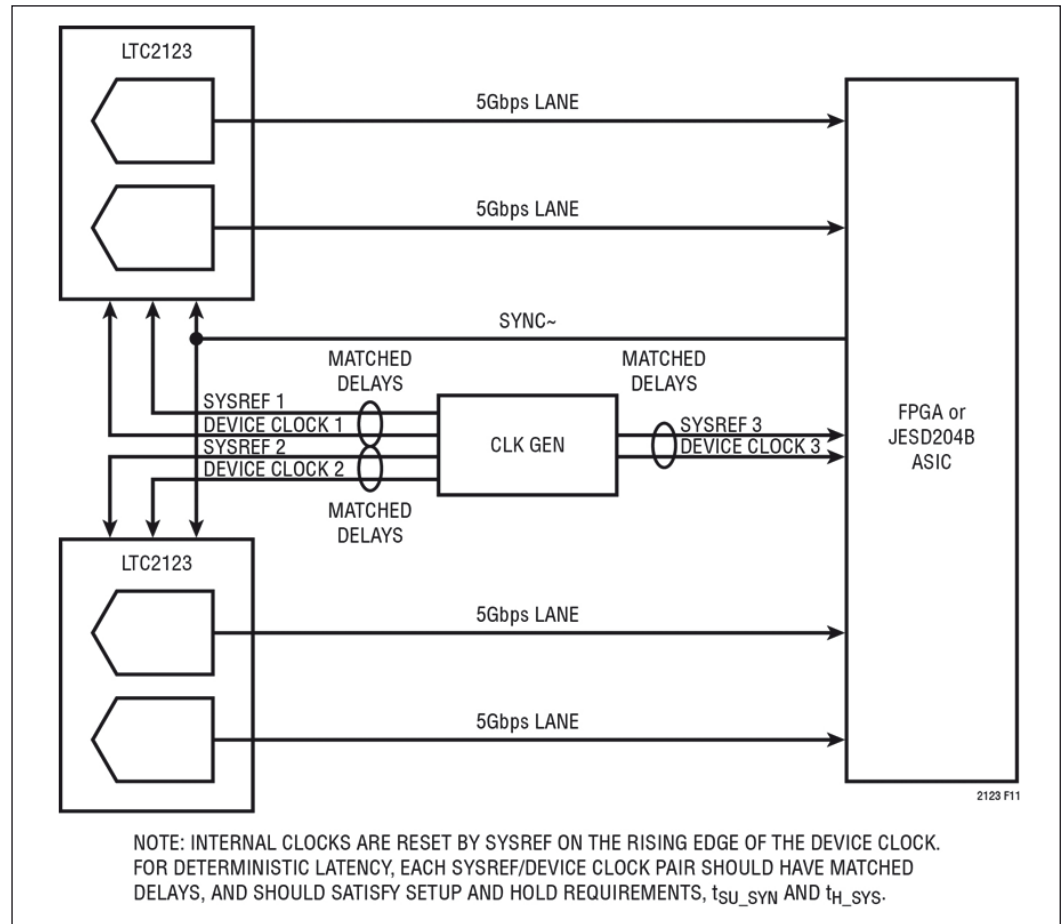 LTC2123
5Gbps LANE
5Gbps LANE
SYNC~
MATCHED
DELAYS
MATCHED
DELAYS
SYSREF 1
DEVICE CLOCK 1
SYSREF 2
DEVICE CLOCK 2
CLK GEN
SYSREF 3
DEVICE CLOCK 3
FPGA or
JESD204B
ASIC
MATCHED
DELAYS
LTC2123
5Gbps LANE
5Gbps LANE
2123 F11
NOTE: INTERNAL CLOCKS ARE RESET BY SYSREF ON THE RISING EDGE OF THE DEVICE CLOCK.
FOR DETERMINISTIC LATENCY, EACH SYSREF/DEVICE CLOCK PAIR SHOULD HAVE MATCHED
DELAYS, AND SHOULD SATISFY SETUP AND HOLD REQUIREMENTS, tSU_SYN AND tH_SYS.